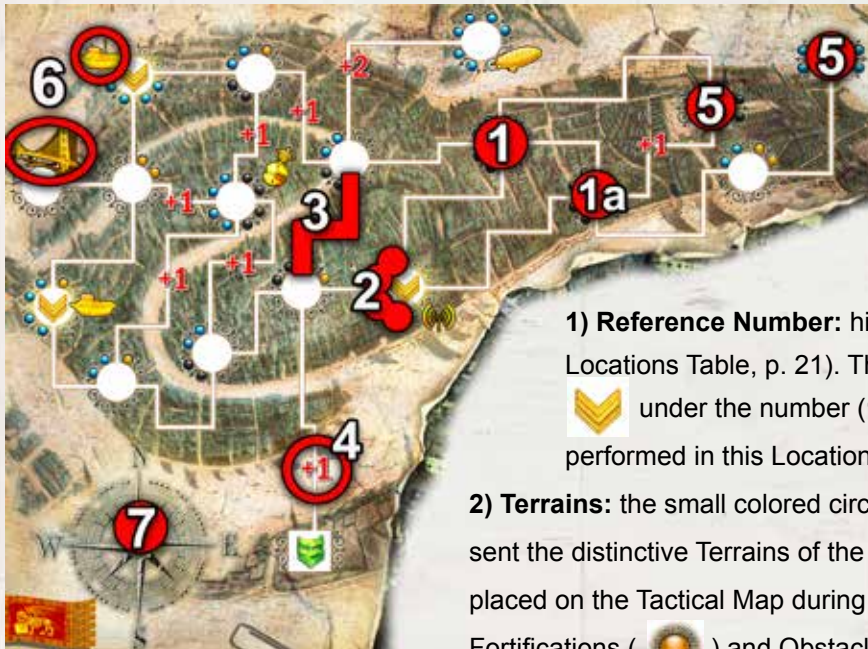 6
5
5
+2
+1
1
+1
+1
1a
+1
3
+1
+1
2
4
+1
N
7
W
E
S
1) Reference Number: hi
Locations Table, p. 21). Th
under the number (
performed in this Location
2) Terrains: the small colored circ
sent the distinctive Terrains of the
placed on the Tactical Map during
Fortifications ( ) and Obstacl